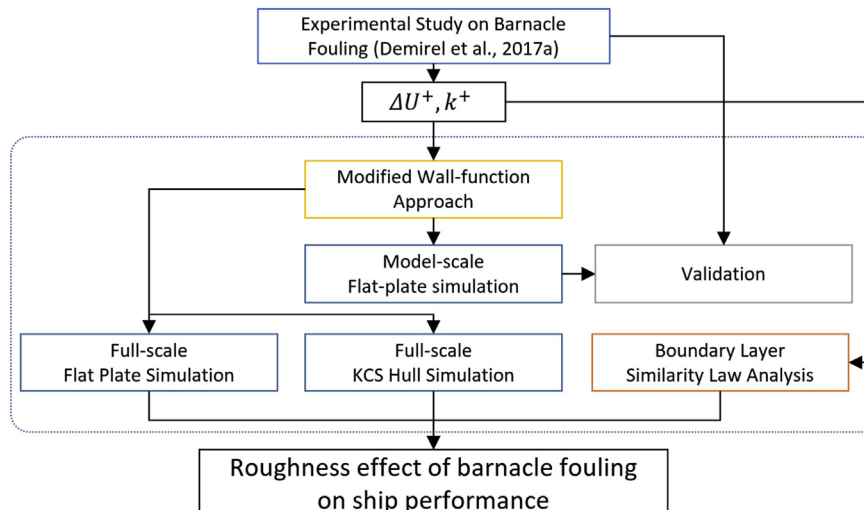 Experimental Study on Barnacle
Fouling (Demirel et al., 2017a)
ΔU⁺, k⁺
Modified Wall-function
Approach
Model-scale
Flat-plate simulation
Validation
Full-scale
Flat Plate Simulation
Full-scale
KCS Hull Simulation
Boundary Layer
Similarity Law Analysis
Roughness effect of barnacle fouling
on ship performance